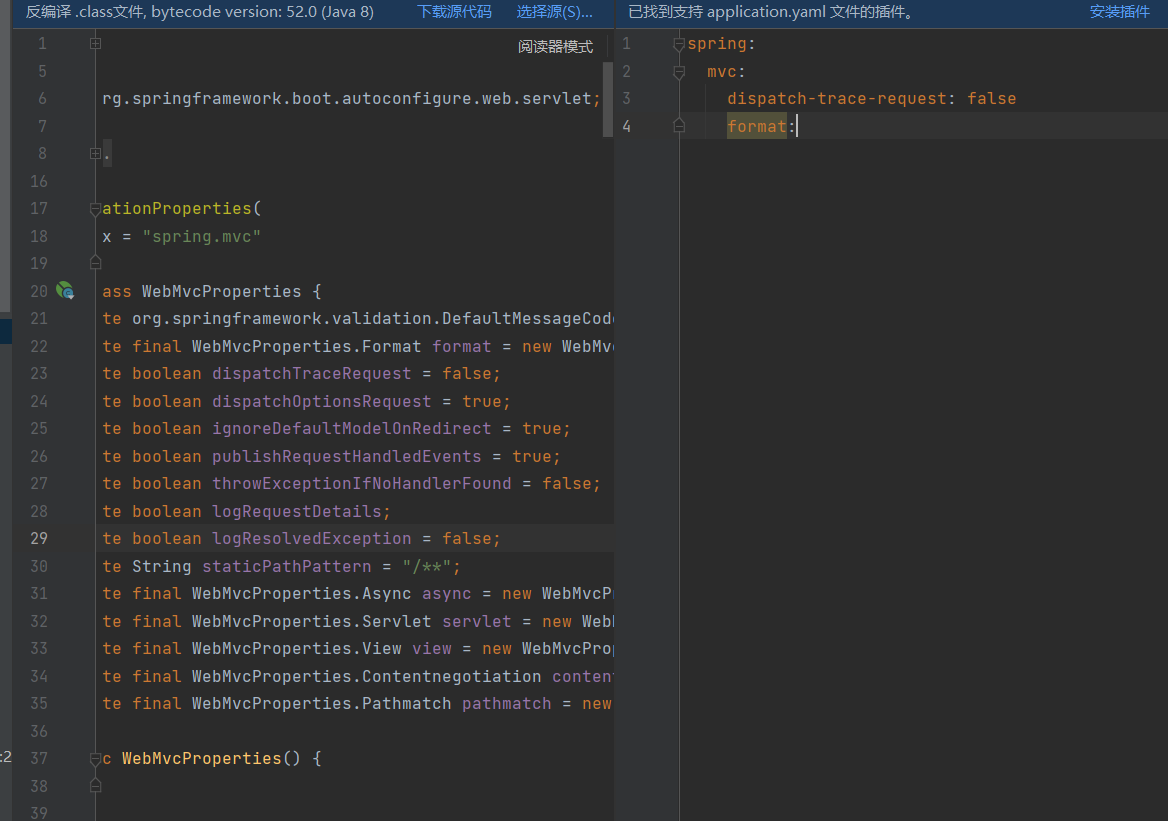 反编译 .class文件, bytecode version: 52.0 (Java 8) 下载源代码 选择源(S)...
阅读器模式
1
5
6 rg.springframework.boot.autoconfigure.web.servlet;
7
8 .
16
17 ationProperties(
18 x = "spring.mvc"
19
20 ass WebMvcProperties {
21 te org.springframework.validation.DefaultMessageCode
22 te final WebMvcProperties.Format format = new WebMvc
23 te boolean dispatchTraceRequest = false;
24 te boolean dispatchOptionsRequest = true;
25 te boolean ignoreDefaultModelOnRedirect = true;
26 te boolean publishRequestHandledEvents = true;
27 te boolean throwExceptionIfNoHandlerFound = false;
28 te boolean logRequestDetails;
29 te boolean logResolvedException = false;
30 te String staticPathPattern = "/**";
31 te final WebMvcProperties.Async async = new WebMvcPr
32 te final WebMvcProperties.Servlet servlet = new Web
33 te final WebMvcProperties.View view = new WebMvcProp
34 te final WebMvcProperties.Contentnegotiation content
35 te final WebMvcProperties.Pathmatch pathmatch = new
36
:2
37 c WebMvcProperties() {
38
39
已找到支持 application.yaml 文件的插件。 安装插件
1 spring:
2 mvc:
3 dispatch-trace-request: false
4 format: